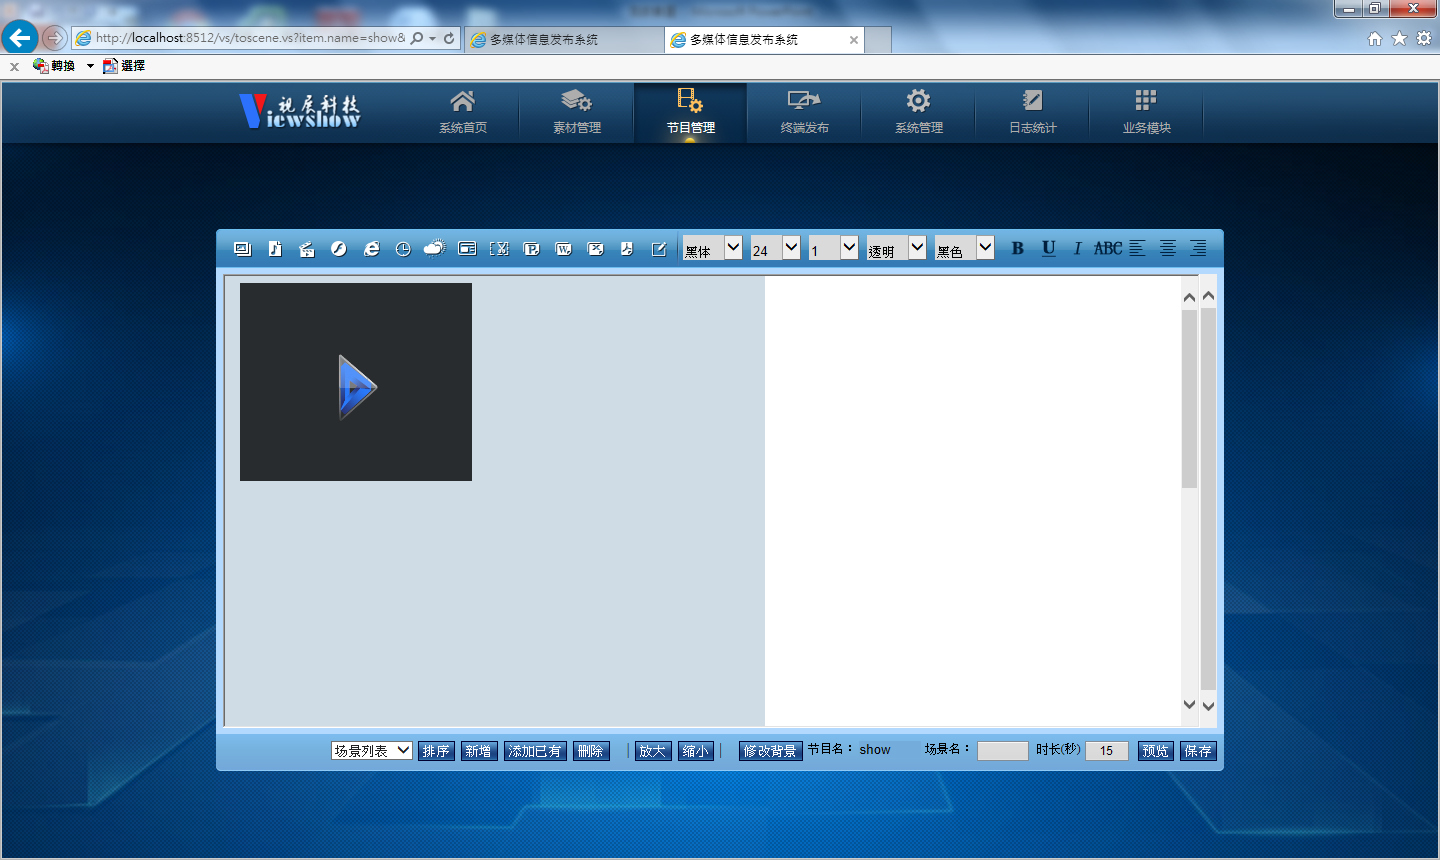 http://localhost:8512/vs/toscene.vs?item.name=show&
多媒体信息发布系统
多媒体信息发布系统
x 轉換 選擇
视展科技
Viewshow
系统首页 素材管理 节目管理 终端发布 系统管理 日志统计 业务模块
黑体 24 1 透明 黑色 B U I ABC
场景列表 排序 新增 添加已有 删除 | 放大 缩小 | 修改背景 节目名： show 场景名： 时长(秒) 15 预览 保存